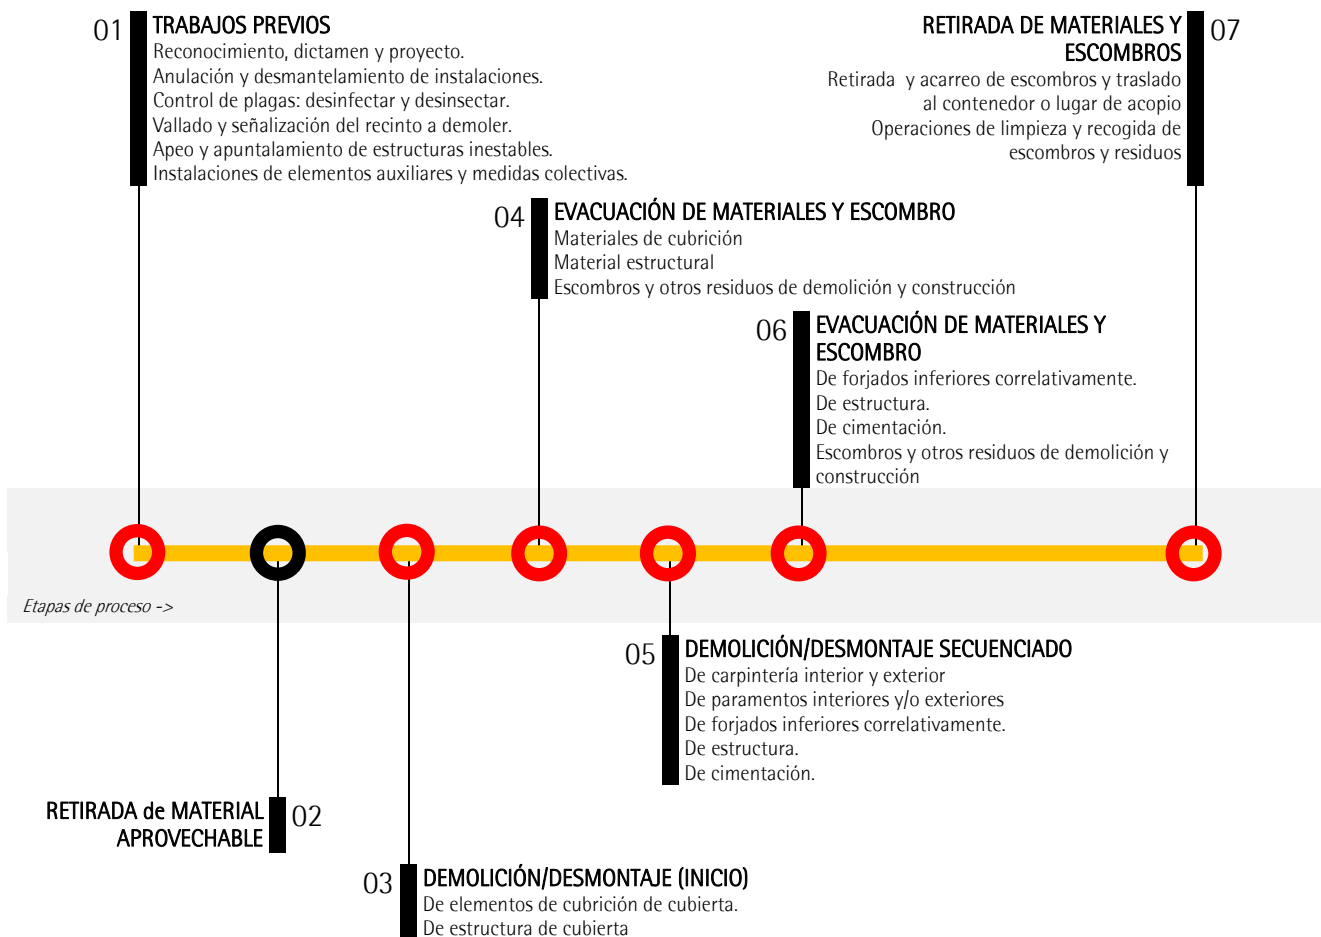 01
TRABAJOS PREVIOS
Reconocimiento, dictamen y proyecto.
Anulación y desmantelamiento de instalaciones.
Control de plagas: desinfectar y desinsectar.
Vallado y señalización del recinto a demoler.
Apeo y apuntalamiento de estructuras inestables.
Instalaciones de elementos auxiliares y medidas colectivas.
RETIRADA DE MATERIALES Y
ESCOMBROS
07
Retirada y acarreo de escombros y traslado
al contenedor o lugar de acopio
Operaciones de limpieza y recogida de
escombros y residuos
04
EVACUACIÓN DE MATERIALES Y ESCOMBRO
Materiales de cubrición
Material estructural
Escombros y otros residuos de demolición y construcción
06
EVACUACIÓN DE MATERIALES Y
ESCOMBRO
De forjados inferiores correlativamente.
De estructura.
De cimentación.
Escombros y otros residuos de demolición y
construcción
Etapas de proceso ->
05
DEMOLICIÓN/DESMONTAJE SECUENCIADO
De carpintería interior y exterior
De paramentos interiores y/o exteriores
De forjados inferiores correlativamente.
De estructura.
De cimentación.
RETIRADA de MATERIAL
APROVECHABLE
02
03
DEMOLICIÓN/DESMONTAJE (INICIO)
De elementos de cubrición de cubierta.
De estructura de cubierta